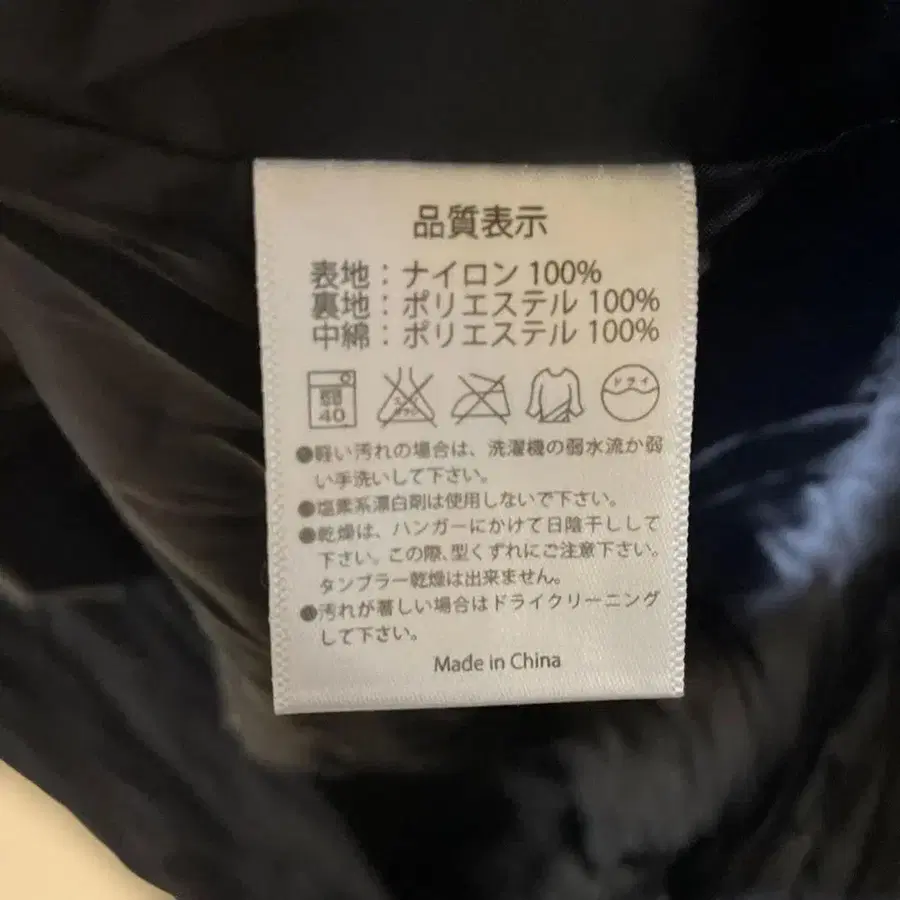 品質表示
表地：ナイロン 100%
裏地：ポリエステル 100%
中綿：ポリエステル 100%
弱 40 エンソサラシ ドライ
●軽い汚れの場合は、洗濯機の弱水流か弱
い手洗いして下さい。
●塩素系漂白剤は使用しないで下さい。
●乾燥は、ハンガーにかけて日陰干しして
下さい。この際、型くずれにご注意下さい。
タンブラー乾燥は出来ません。
●汚れが著しい場合はドライクリーニング
して下さい。
Made in China